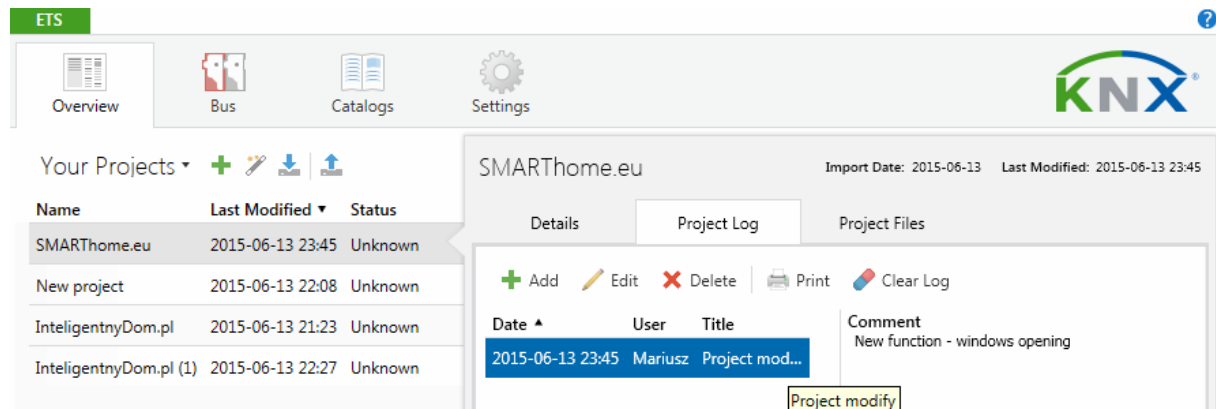 ETS
?
Overview Bus Catalogs Settings
KNX®
Your Projects
Name Last Modified Status
SMARThome.eu 2015-06-13 23:45 Unknown
New project 2015-06-13 22:08 Unknown
InteligentnyDom.pl 2015-06-13 21:23 Unknown
InteligentnyDom.pl (1) 2015-06-13 22:27 Unknown
SMARThome.eu Import Date: 2015-06-13 Last Modified: 2015-06-13 23:45
Details Project Log Project Files
Add Edit Delete Print Clear Log
Date User Title
2015-06-13 23:45 Mariusz Project mod...
Comment
New function - windows opening
Project modify